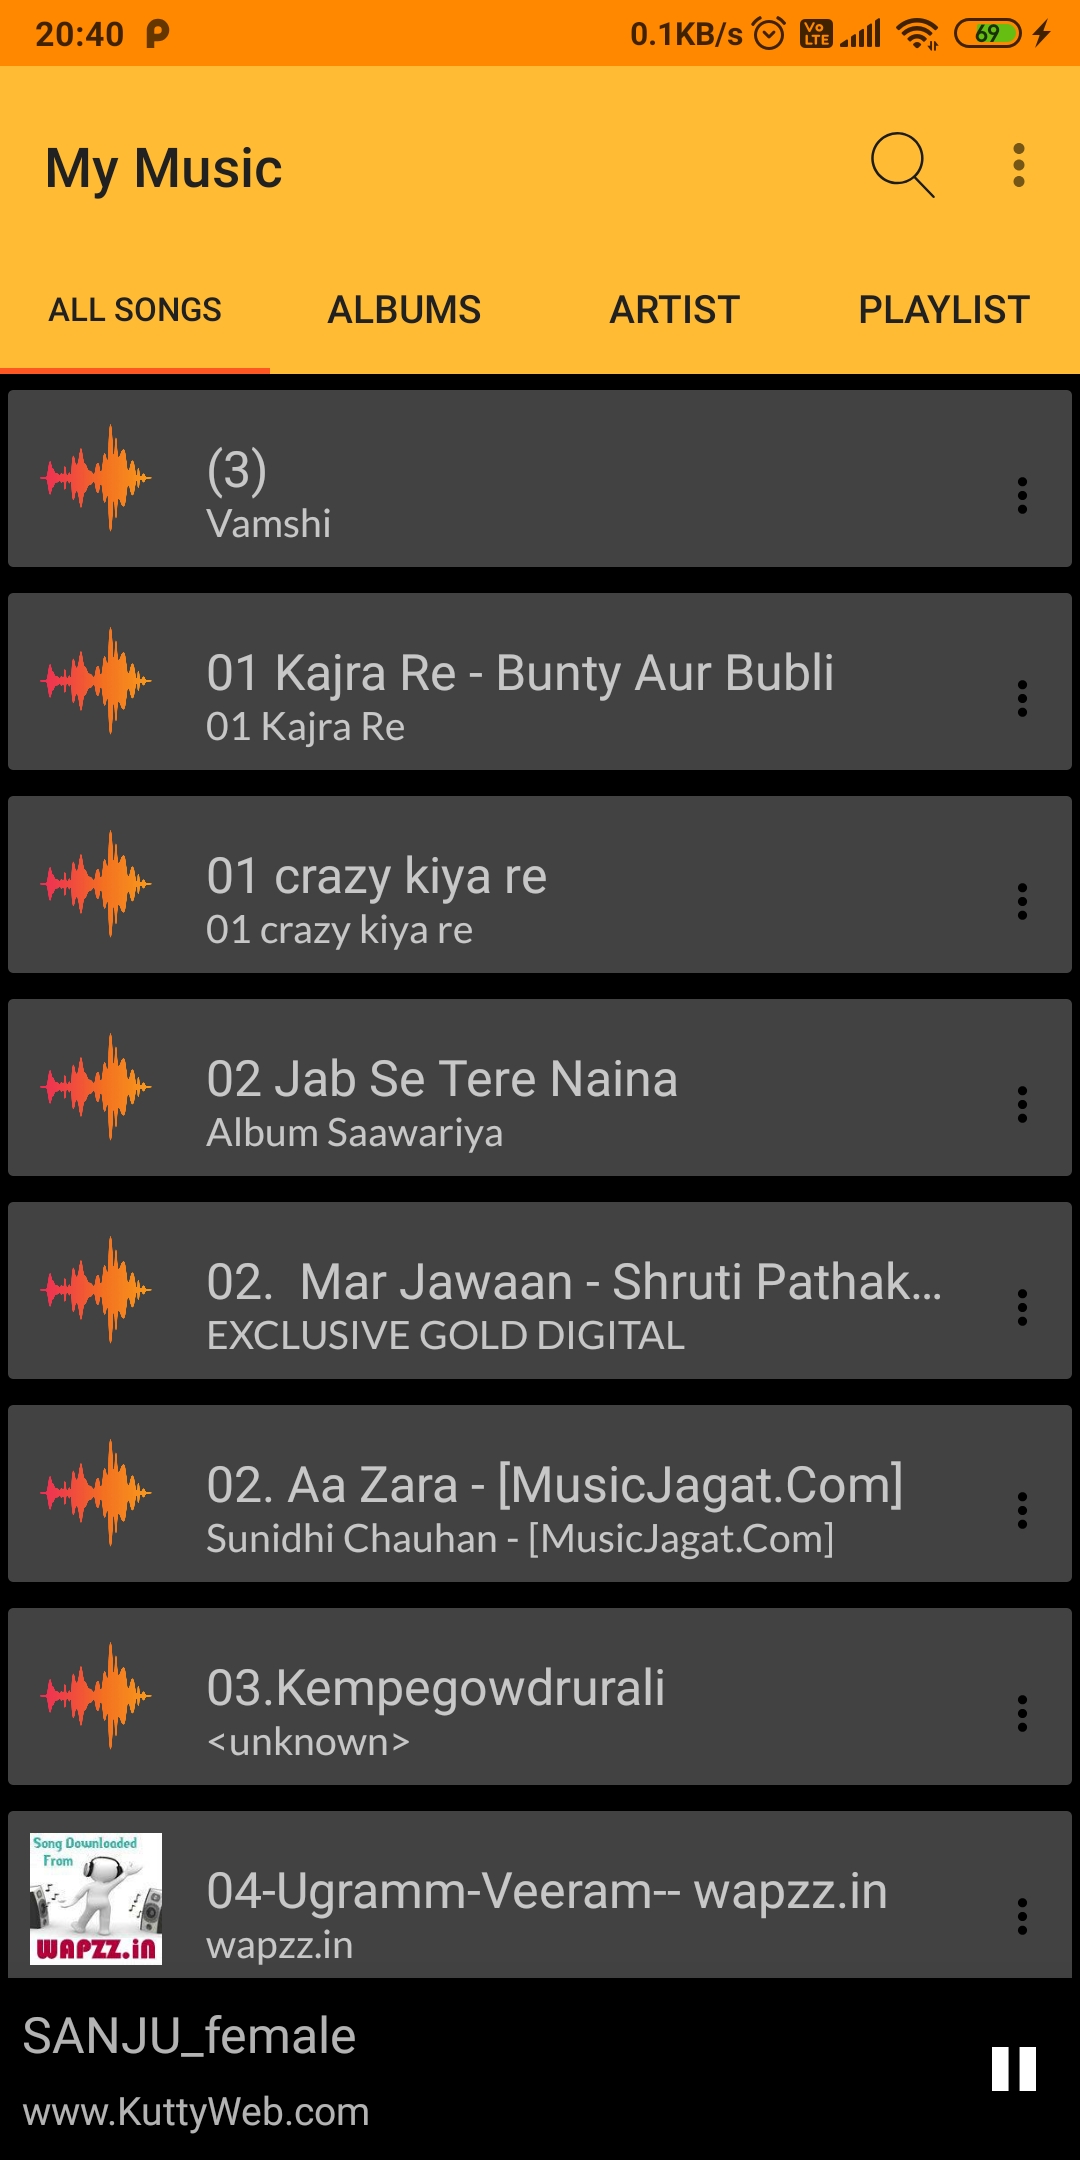 20:40 0.1KB/s Vo LTE 69
My Music
ALL SONGS ALBUMS ARTIST PLAYLIST
(3)
Vamshi
01 Kajra Re - Bunty Aur Bubli
01 Kajra Re
01 crazy kiya re
01 crazy kiya re
02 Jab Se Tere Naina
Album Saawariya
02.  Mar Jawaan - Shruti Pathak...
EXCLUSIVE GOLD DIGITAL
02. Aa Zara - [MusicJagat.Com]
Sunidhi Chauhan - [MusicJagat.Com]
03.Kempegowdrurali
<unknown>
Song Downloaded
From
WAPZZ.in
04-Ugramm-Veeram-- wapzz.in
wapzz.in
SANJU_female
www.KuttyWeb.com